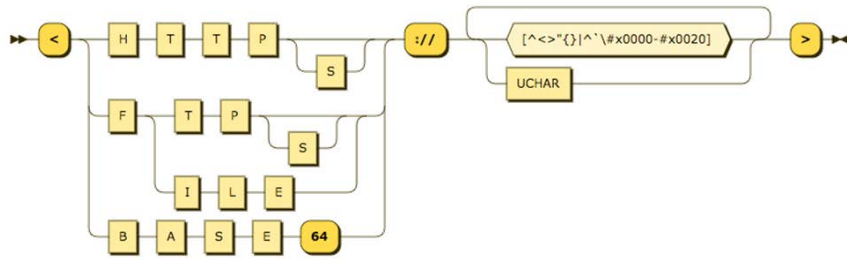 < H T T P :// [^<>"{}|^`\#x0000-#x0020] >
S UCHAR
F T P
S
I L E
B A S E 64